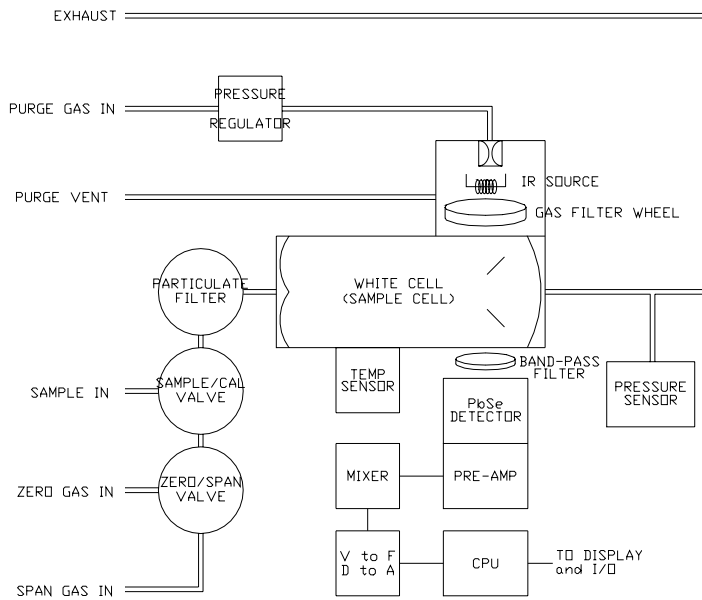 EXHAUST
PURGE GAS IN
PRESSURE
REGULATOR
PURGE VENT
IR SOURCE
GAS FILTER WHEEL
PARTICULATE
FILTER
WHITE CELL
(SAMPLE CELL)
SAMPLE IN
SAMPLE/CAL
VALVE
TEMP
SENSOR
BAND-PASS
FILTER
PbSe
DETECTOR
PRESSURE
SENSOR
ZERO GAS IN
ZERO/SPAN
VALVE
MIXER
PRE-AMP
V to F
D to A
CPU
TO DISPLAY
and I/O
SPAN GAS IN